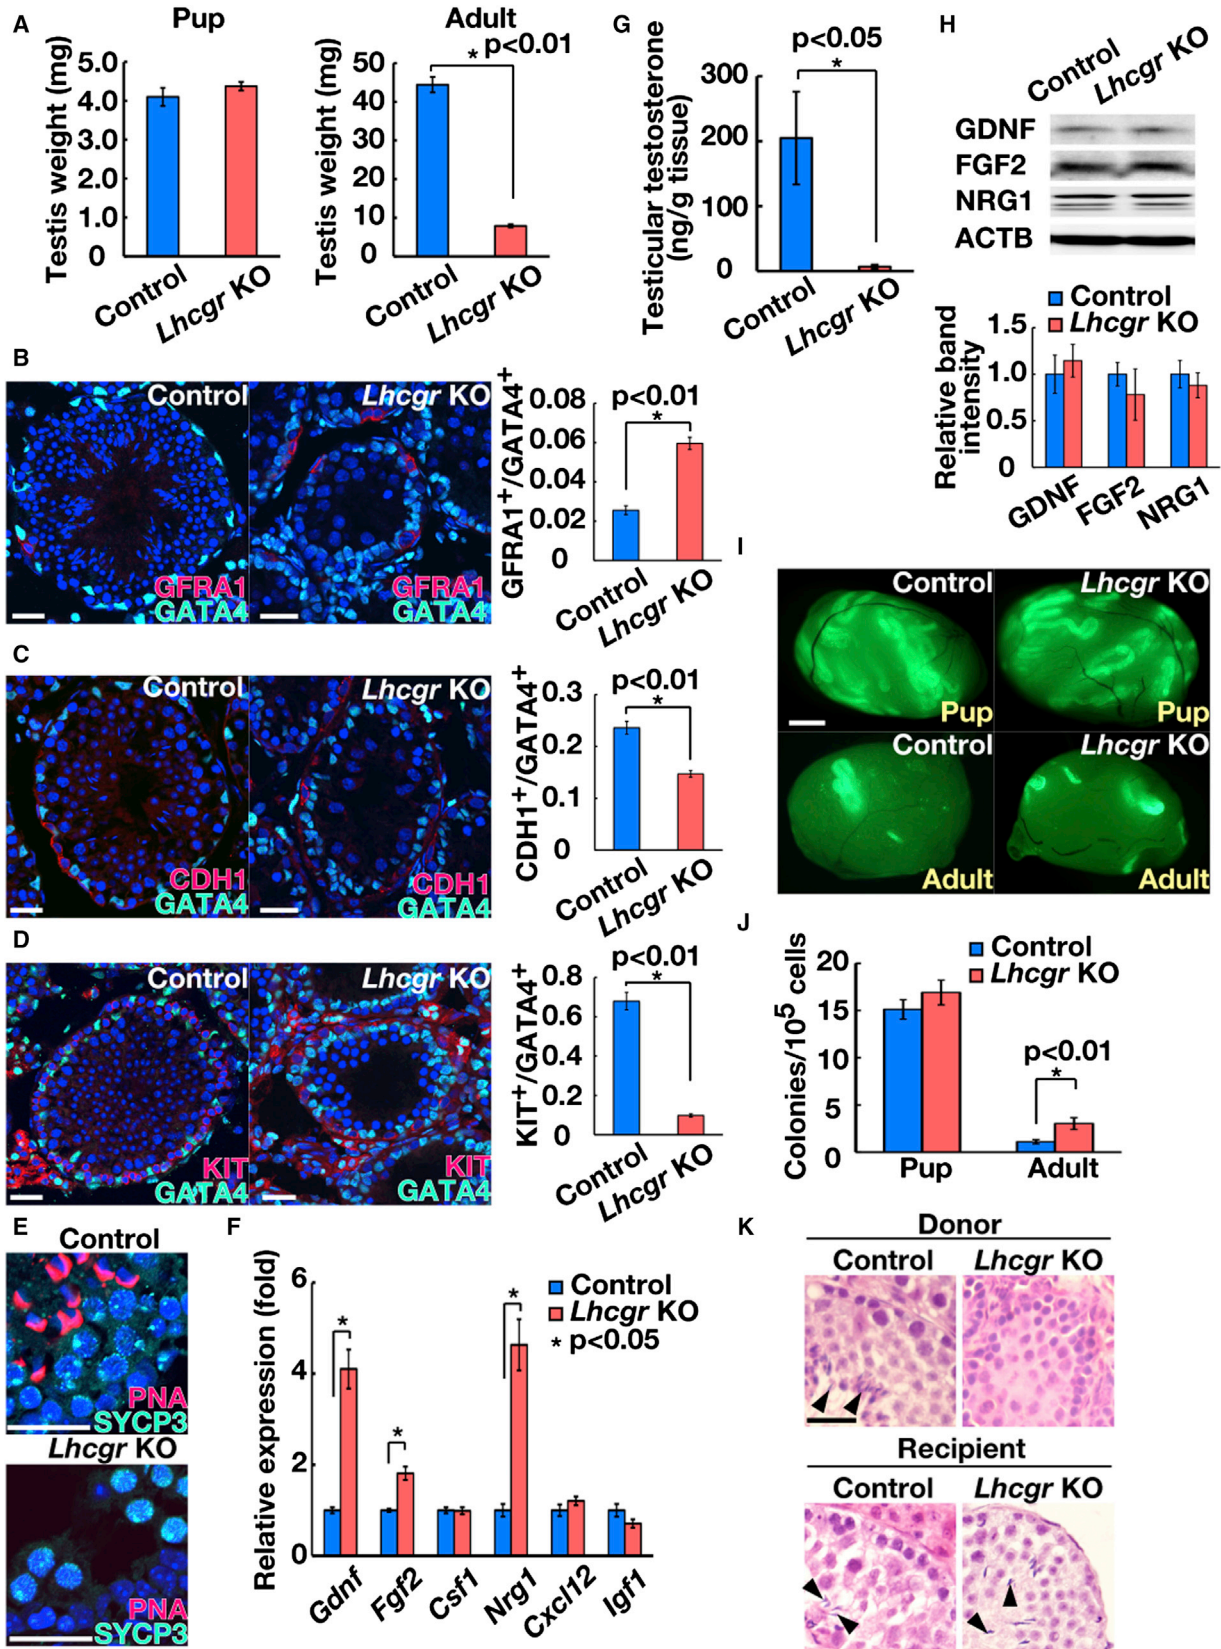 A
Pup
Testis weight (mg)
5.0
4.0
3.0
2.0
1.0
0
Control
Lhcgr KO
Adult
Testis weight (mg)
50
40
30
20
10
0
* p<0.01
Control
Lhcgr KO
G
Testicular testosterone
(ng/g tissue)
300
200
100
0
p<0.05
*
Control
Lhcgr KO
H
Control
Lhcgr KO
GDNF
FGF2
NRG1
ACTB
Control
Lhcgr KO
Relative band
intensity
1.5
1.0
0.5
0
GDNF
FGF2
NRG1
B
Control
GFRA1
GATA4
Lhcgr KO
GFRA1
GATA4
GFRA1+/GATA4+
0.08
0.06
0.04
0.02
0
p<0.01
*
Control
Lhcgr KO
C
Control
CDH1
GATA4
Lhcgr KO
CDH1
GATA4
CDH1+/GATA4+
0.3
0.2
0.1
0
p<0.01
*
Control
Lhcgr KO
D
Control
KIT
GATA4
Lhcgr KO
KIT
GATA4
KIT+/GATA4+
0.8
0.6
0.4
0.2
0
p<0.01
*
Control
Lhcgr KO
I
Control
Pup
Lhcgr KO
Pup
Control
Adult
Lhcgr KO
Adult
J
Control
Lhcgr KO
Colonies/10^5 cells
20
15
10
5
0
p<0.01
*
Pup
Adult
E
Control
PNA
SYCP3
Lhcgr KO
PNA
SYCP3
F
Relative expression (fold)
6
4
2
0
Control
Lhcgr KO
* p<0.05
*
*
*
Gdnf
Fgf2
Csf1
Nrg1
Cxcl12
Igf1
K
Donor
Control
Lhcgr KO
Recipient
Control
Lhcgr KO